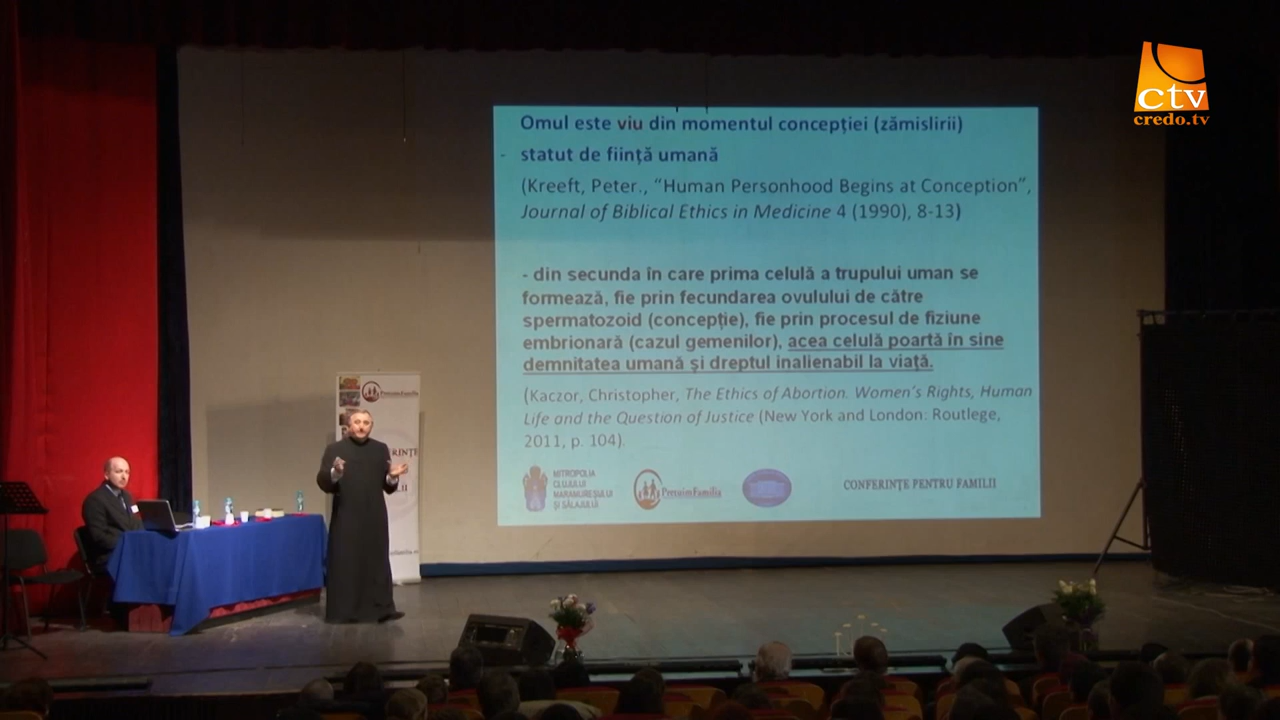 ctv
credo.tv
Omul este viu din momentul concepției (zămislirii)
- statut de ființă umană
(Kreeft, Peter., “Human Personhood Begins at Conception”,
Journal of Biblical Ethics in Medicine 4 (1990), 8-13)
- din secunda în care prima celulă a trupului uman se
formează, fie prin fecundarea ovulului de către
spermatozoid (concepție), fie prin procesul de fiziune
embrionară (cazul gemenilor), acea celulă poartă în sine
demnitatea umană și dreptul inalienabil la viață.
(Kaczor, Christopher, The Ethics of Abortion. Women’s Rights, Human
Life and the Question of Justice (New York and London: Routlege,
2011, p. 104).
MITROPOLIA
CLUJULUI
MARAMUREȘULUI
ȘI SĂLAJULUI
PretuimFamilia
CONFERINȚE PENTRU FAMILII
PretuimFamilia